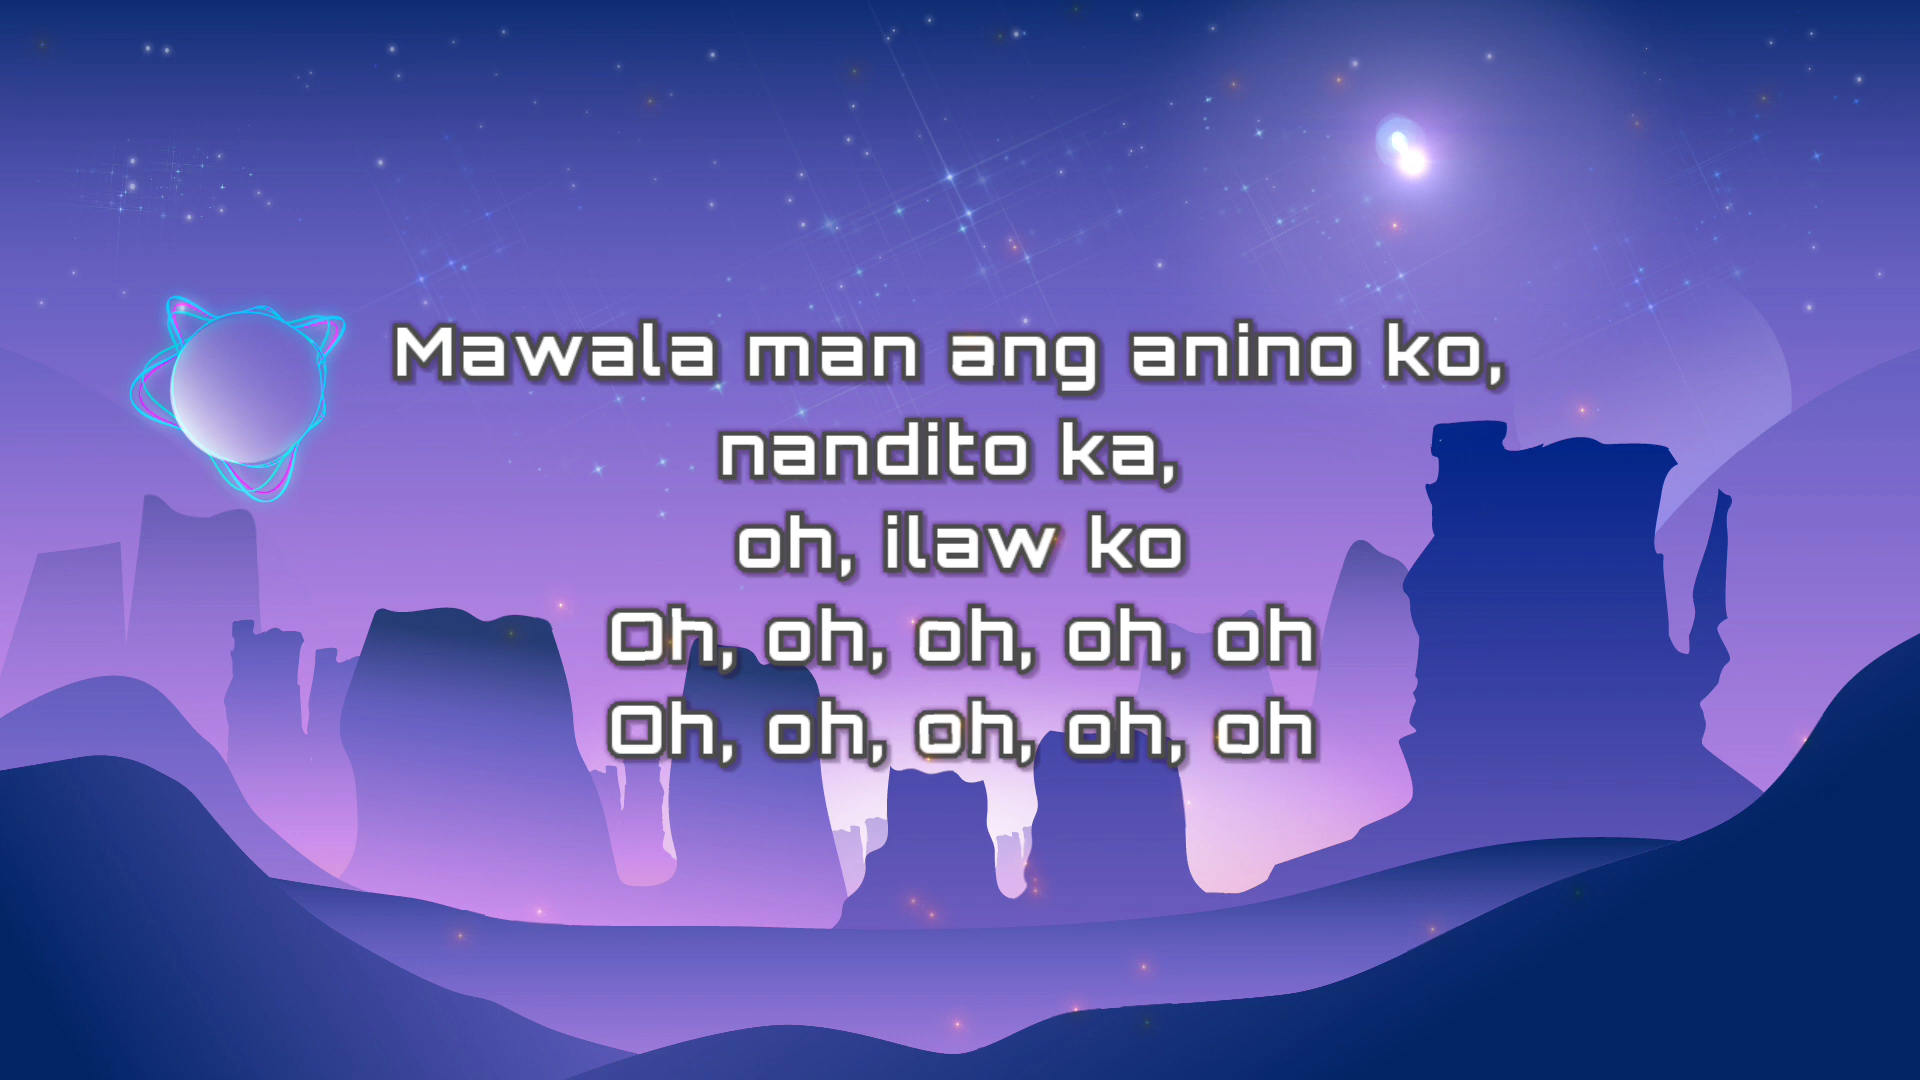 Mawala man ang anino ko,
nandito ka,
oh, ilaw ko
Oh, oh, oh, oh, oh
Oh, oh, oh, oh, oh